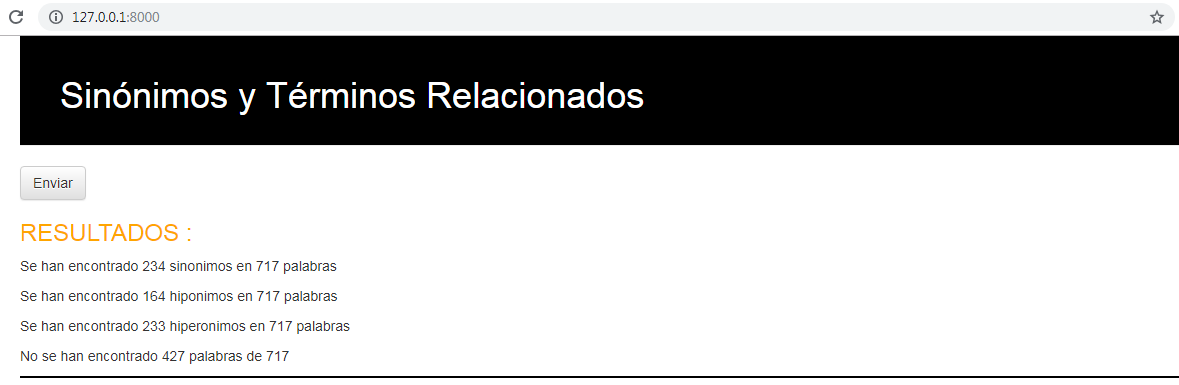 127.0.0.1:8000
Sinónimos y Términos Relacionados
Enviar
RESULTADOS :
Se han encontrado 234 sinonimos en 717 palabras
Se han encontrado 164 hiponimos en 717 palabras
Se han encontrado 233 hiperonimos en 717 palabras
No se han encontrado 427 palabras de 717